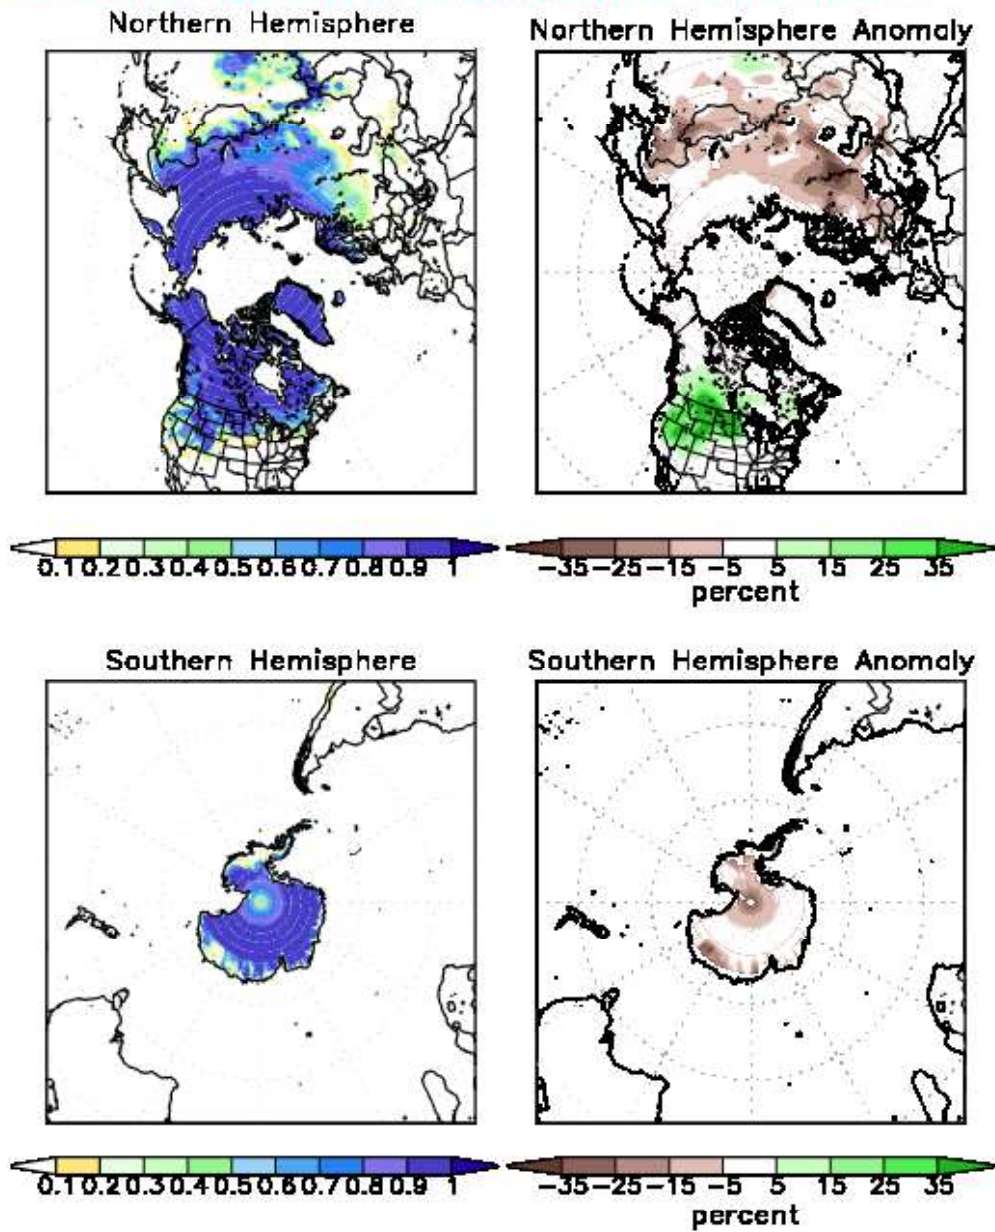 Northern Hemisphere
Northern Hemisphere Anomaly
0.1 0.2 0.3 0.4 0.5 0.6 0.7 0.8 0.9 1
-35 -25 -15 -5 5 15 25 35
percent
Southern Hemisphere
Southern Hemisphere Anomaly
0.1 0.2 0.3 0.4 0.5 0.6 0.7 0.8 0.9 1
-35 -25 -15 -5 5 15 25 35
percent